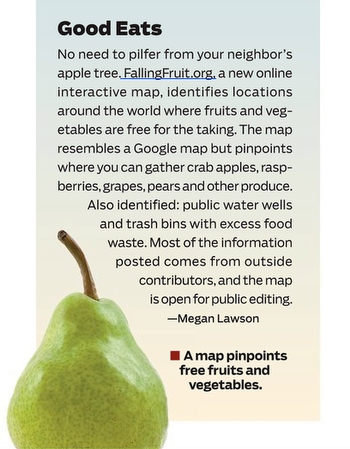 Good Eats
No need to pilfer from your neighbor's
apple tree. FallingFruit.org, a new online
interactive map, identifies locations
around the world where fruits and veg-
etables are free for the taking. The map
resembles a Google map but pinpoints
where you can gather crab apples, rasp-
berries, grapes, pears and other produce.
Also identified: public water wells
and trash bins with excess food
waste. Most of the information
posted comes from outside
contributors, and the map
is open for public editing.
—Megan Lawson
■ A map pinpoints
free fruits and
vegetables.